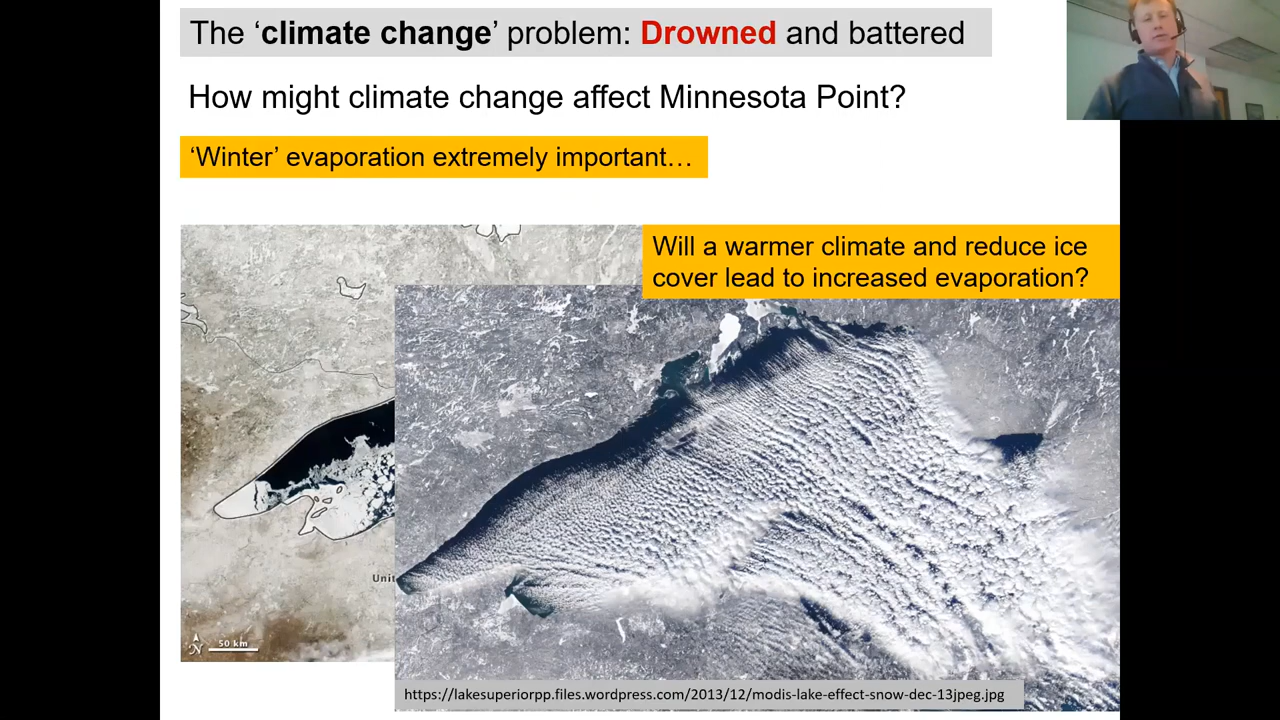 The ‘climate change’ problem: Drowned and battered
How might climate change affect Minnesota Point?
‘Winter’ evaporation extremely important…
Will a warmer climate and reduce ice
cover lead to increased evaporation?
Unit
N
50 km
https://lakesuperiorpp.files.wordpress.com/2013/12/modis-lake-effect-snow-dec-13jpeg.jpg